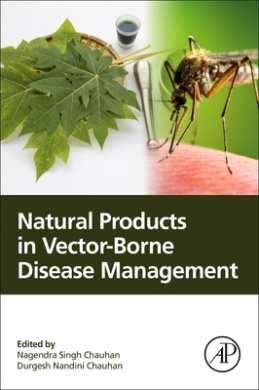 Natural Products
in Vector-Borne
Disease Management
Edited by
Nagendra Singh Chauhan
Durgesh Nandini Chauhan
AP